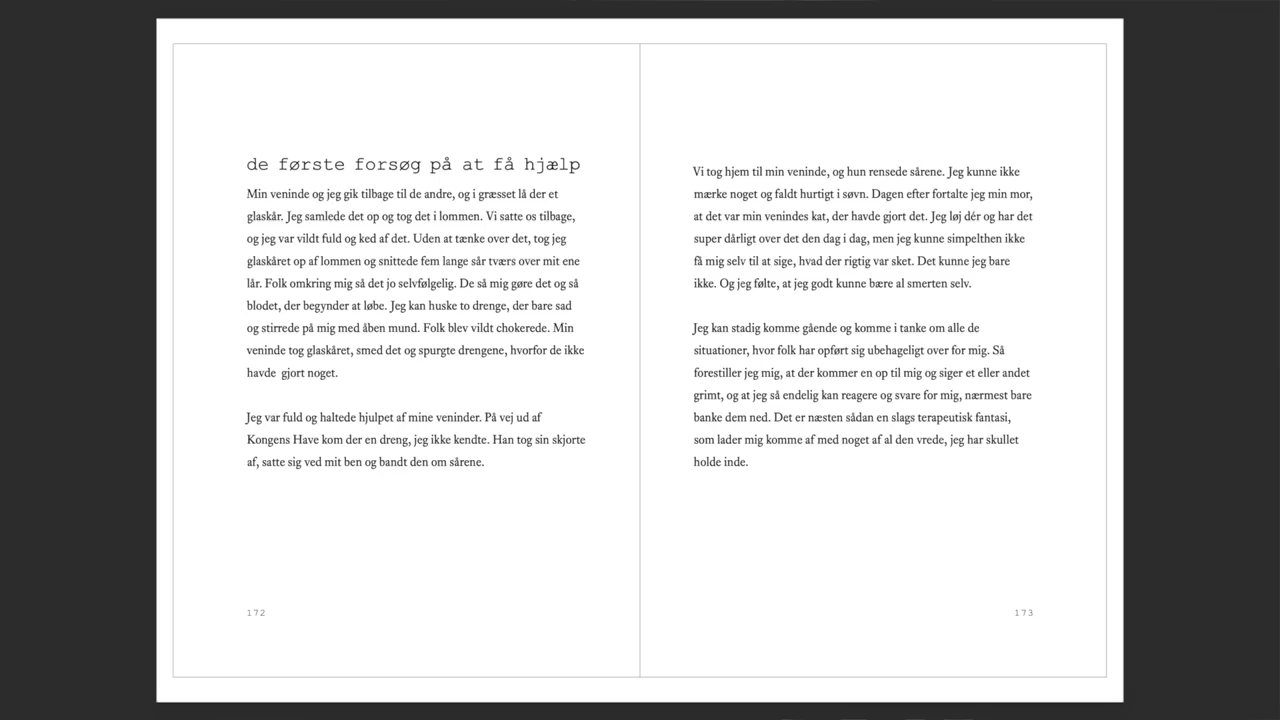 de første forsøg på at få hjælp
Min veninde og jeg gik tilbage til de andre, og i græsset lå der et
glaskår. Jeg samlede det op og tog det i lommen. Vi satte os tilbage,
og jeg var vildt fuld og ked af det. Uden at tænke over det, tog jeg
glaskåret op af lommen og snittede fem lange sår tværs over mit ene
lår. Folk omkring mig så det jo selvfølgelig. De så mig gøre det og så
blodet, der begynder at løbe. Jeg kan huske to drenge, der bare sad
og stirrede på mig med åben mund. Folk blev vildt chokerede. Min
veninde tog glaskåret, smed det og spurgte drengene, hvorfor de ikke
havde  gjort noget.
Jeg var fuld og haltede hjulpet af mine veninder. På vej ud af
Kongens Have kom der en dreng, jeg ikke kendte. Han tog sin skjorte
af, satte sig ved mit ben og bandt den om sårene.
172
Vi tog hjem til min veninde, og hun rensede sårene. Jeg kunne ikke
mærke noget og faldt hurtigt i søvn. Dagen efter fortalte jeg min mor,
at det var min venindes kat, der havde gjort det. Jeg løj dér og har det
super dårligt over det den dag i dag, men jeg kunne simpelthen ikke
få mig selv til at sige, hvad der rigtig var sket. Det kunne jeg bare
ikke. Og jeg følte, at jeg godt kunne bære al smerten selv.
Jeg kan stadig komme gående og komme i tanke om alle de
situationer, hvor folk har opført sig ubehageligt over for mig. Så
forestiller jeg mig, at der kommer en op til mig og siger et eller andet
grimt, og at jeg så endelig kan reagere og svare for mig, nærmest bare
banke dem ned. Det er næsten sådan en slags terapeutisk fantasi,
som lader mig komme af med noget af al den vrede, jeg har skullet
holde inde.
173